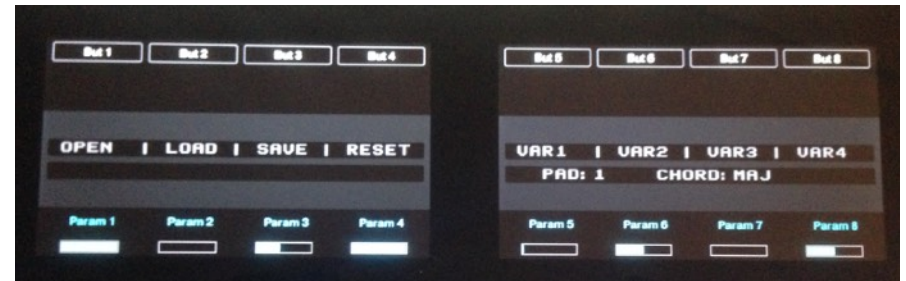 But 1 But 2 But 3 But 4 But 5 But 6 But 7 But 8
OPEN | LOAD | SAVE | RESET VAR1 | VAR2 | VAR3 | VAR4
PAD: 1 CHORD: MAJ
Param 1 Param 2 Param 3 Param 4 Param 5 Param 6 Param 7 Param 8